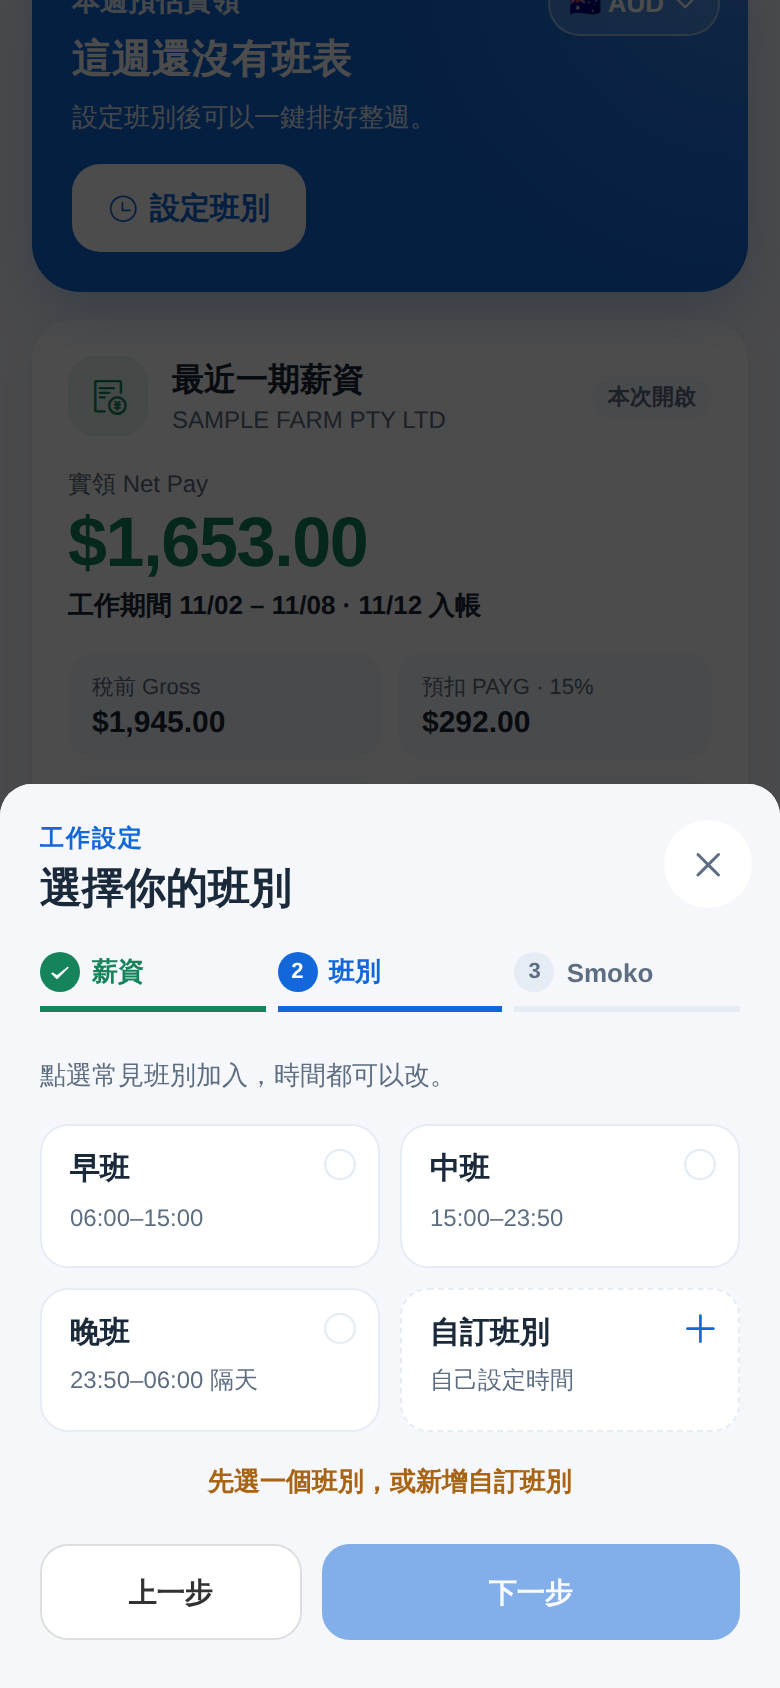 本週預估實領
AUD
這週還沒有班表
設定班別後可以一鍵排好整週。
設定班別
最近一期薪資
SAMPLE FARM PTY LTD
本次開啟
實領 Net Pay
$1,653.00
工作期間 11/02 – 11/08 · 11/12 入帳
稅前 Gross
$1,945.00
預扣 PAYG · 15%
$292.00
工作設定
選擇你的班別
薪資
2 班別
3 Smoko
點選常見班別加入，時間都可以改。
早班
06:00–15:00
中班
15:00–23:50
晚班
23:50–06:00 隔天
自訂班別
自己設定時間
先選一個班別，或新增自訂班別
上一步
下一步